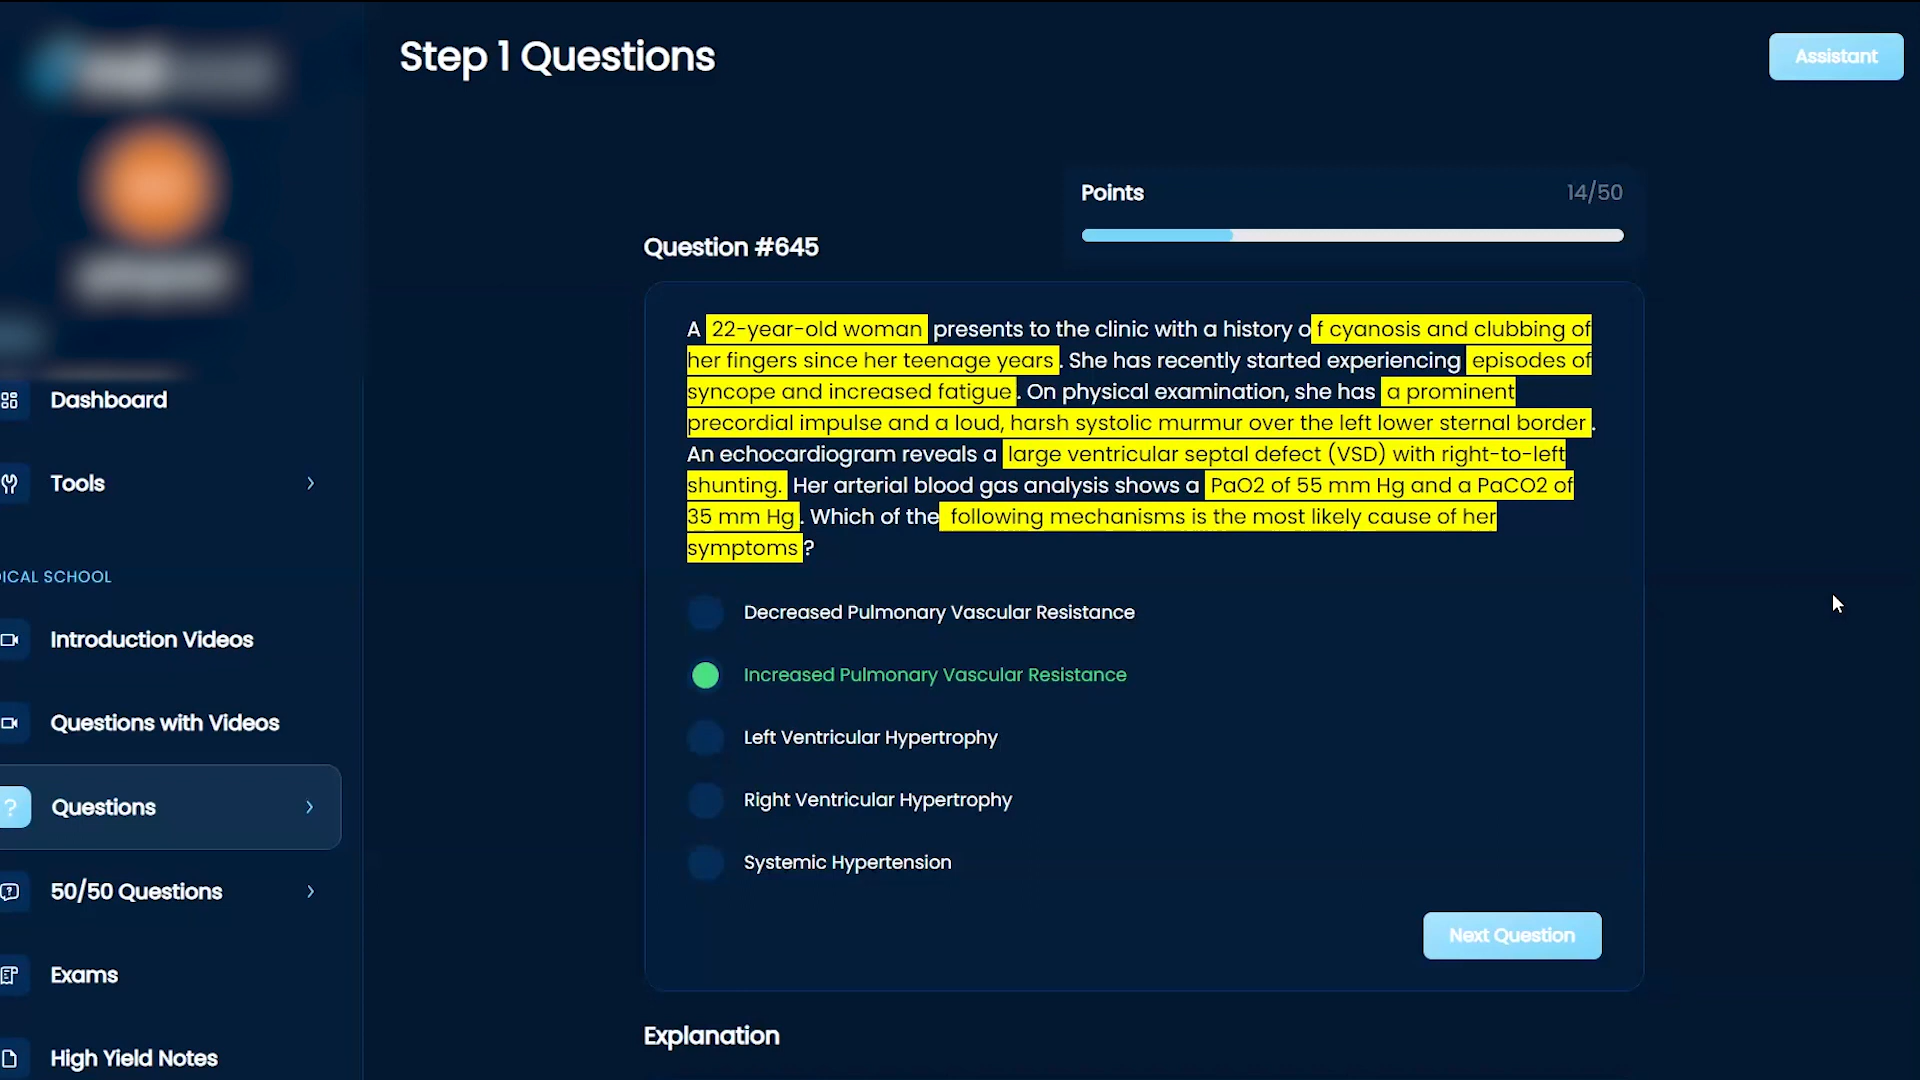 Step 1 Questions
Assistant
Points
14/50
Question #645
A 22-year-old woman presents to the clinic with a history of cyanosis and clubbing of
her fingers since her teenage years. She has recently started experiencing episodes of
syncope and increased fatigue. On physical examination, she has a prominent
precordial impulse and a loud, harsh systolic murmur over the left lower sternal border.
An echocardiogram reveals a large ventricular septal defect (VSD) with right-to-left
shunting. Her arterial blood gas analysis shows a PaO2 of 55 mm Hg and a PaCO2 of
35 mm Hg. Which of the following mechanisms is the most likely cause of her
symptoms?
Decreased Pulmonary Vascular Resistance
Increased Pulmonary Vascular Resistance
Left Ventricular Hypertrophy
Right Ventricular Hypertrophy
Systemic Hypertension
Next Question
Explanation
Dashboard
Tools
ICAL SCHOOL
Introduction Videos
Questions with Videos
Questions
50/50 Questions
Exams
High Yield Notes